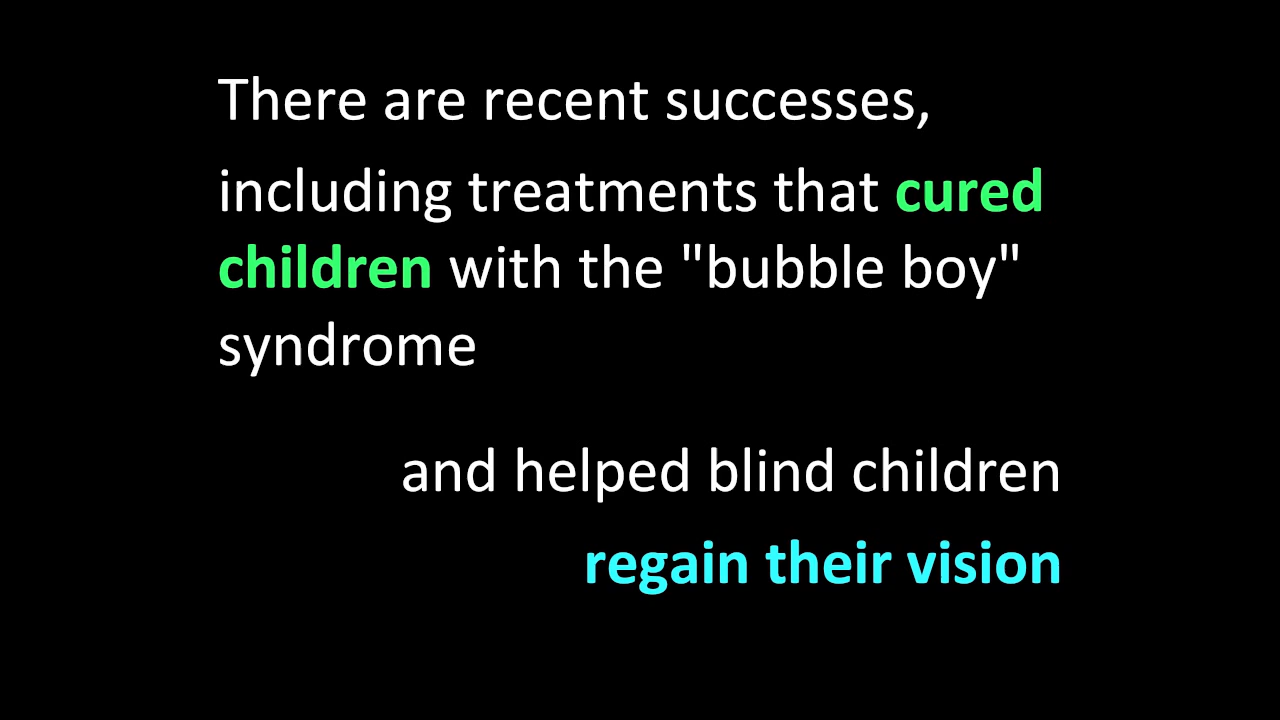 There are recent successes,
including treatments that cured
children with the "bubble boy"
syndrome
and helped blind children
regain their vision